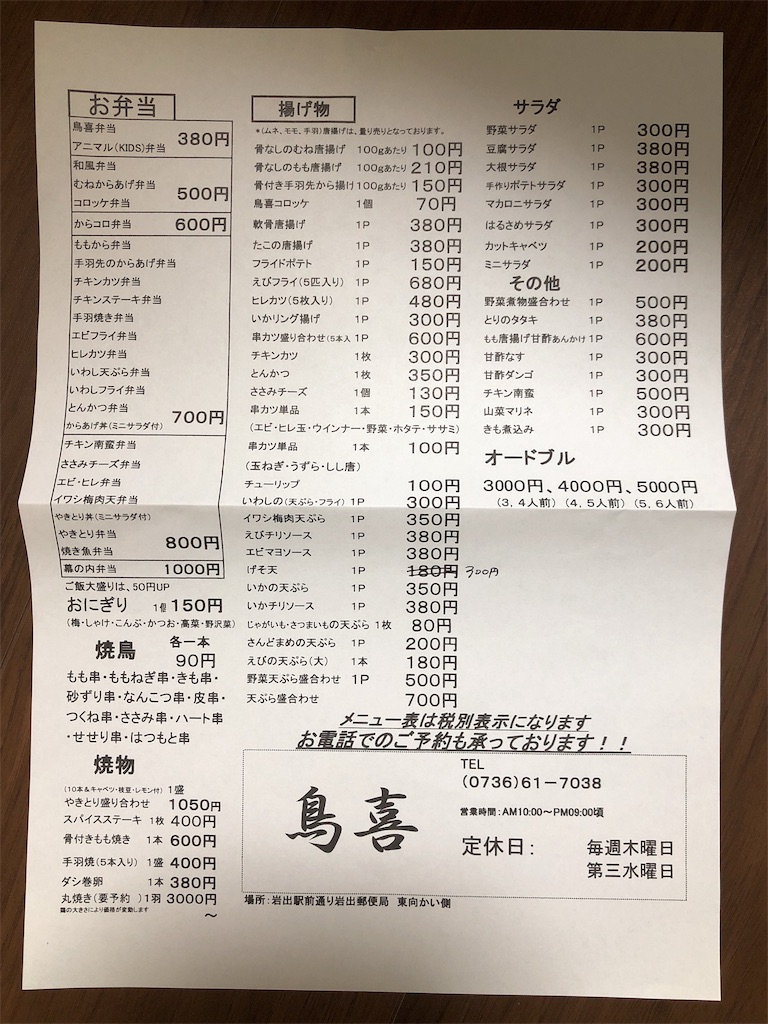 お弁当
鳥喜弁当
アニマル(KIDS)弁当
380円
和風弁当
むねからあげ弁当
コロッケ弁当
500円
からコロ弁当 600円
ももから弁当
手羽先のからあげ弁当
チキンカツ弁当
チキンステーキ弁当
手羽焼き弁当
エビフライ弁当
ヒレカツ弁当
いわし天ぷら弁当
いわしフライ弁当
とんかつ弁当
からあげ丼(ミニサラダ付)
700円
チキン南蛮弁当
ささみチーズ弁当
エビ・ヒレ弁当
イワシ梅肉天弁当
やきとり丼(ミニサラダ付)
やきとり弁当
焼き魚弁当
800円
幕の内弁当 1000円
ご飯大盛りは、50円UP
おにぎり 1個 150円
(梅・しゃけ・こんぶ・かつお・高菜・野沢菜)
焼鳥 各一本
90円
もも串・ももねぎ串・きも串・
砂ずり串・なんこつ串・皮串・
つくね串・ささみ串・ハート串
・せせり串・はつもと串
焼物
(10本&キャベツ・枝豆・レモン付) 1盛
やきとり盛り合わせ 1050円
スパイスステーキ 1枚 400円
骨付きもも焼き 1本 600円
手羽焼(5本入り) 1盛 400円
ダシ巻卵 1本 380円
丸焼き(要予約 )1羽 3000円
鶏の大きさにより価格が変動します ～
揚げ物
*(ムネ、モモ、手羽)唐揚げは、量り売りとなっております。
骨なしのむね唐揚げ 100gあたり 100円
骨なしのもも唐揚げ 100gあたり 210円
骨付き手羽先から揚げ 100gあたり 150円
鳥喜コロッケ 1個 70円
軟骨唐揚げ 1P 380円
たこの唐揚げ 1P 380円
フライドポテト 1P 150円
えびフライ(5匹入り) 1P 680円
ヒレカツ(5枚入り) 1P 480円
いかリング揚げ 1P 300円
串カツ盛り合わせ(5本入 1P 600円
チキンカツ 1枚 300円
とんかつ 1枚 350円
ささみチーズ 1個 130円
串カツ単品 1本 150円
(エビ・ヒレ玉・ウインナー・野菜・ホタテ・ササミ)
串カツ単品 1本 100円
(玉ねぎ・うずら・しし唐)
チューリップ 100円
いわしの(天ぷら・フライ) 1P 300円
イワシ梅肉天ぷら 1P 350円
えびチリソース 1P 380円
エビマヨソース 1P 380円
げそ天 1P 180円 300円
いかの天ぷら 1P 350円
いかチリソース 1P 380円
じゃがいも・さつまいもの天ぷら 1枚 80円
さんどまめの天ぷら 1P 200円
えびの天ぷら(大) 1本 180円
野菜天ぷら盛合わせ 1P 500円
天ぷら盛合わせ 700円
サラダ
野菜サラダ 1P 300円
豆腐サラダ 1P 380円
大根サラダ 1P 380円
手作りポテトサラダ 1P 300円
マカロニサラダ 1P 300円
はるさめサラダ 1P 300円
カットキャベツ 1P 200円
ミニサラダ 1P 200円
その他
野菜煮物盛合わせ 1P 500円
とりのタタキ 1P 380円
もも唐揚げ甘酢あんかけ 1P 600円
甘酢なす 1P 300円
甘酢ダンゴ 1P 300円
チキン南蛮 1P 500円
山菜マリネ 1P 300円
きも煮込み 1P 300円
オードブル
3000円、4000円、5000円
(3,4人前) (4,5人前) (5,6人前)
メニュー表は税別表示になります
お電話でのご予約も承っております！！
鳥喜
TEL
(0736)61-7038
営業時間:AM10:00～PM09:00頃
定休日: 毎週木曜日
第三水曜日
場所:岩出駅前通り岩出郵便局 東向かい側